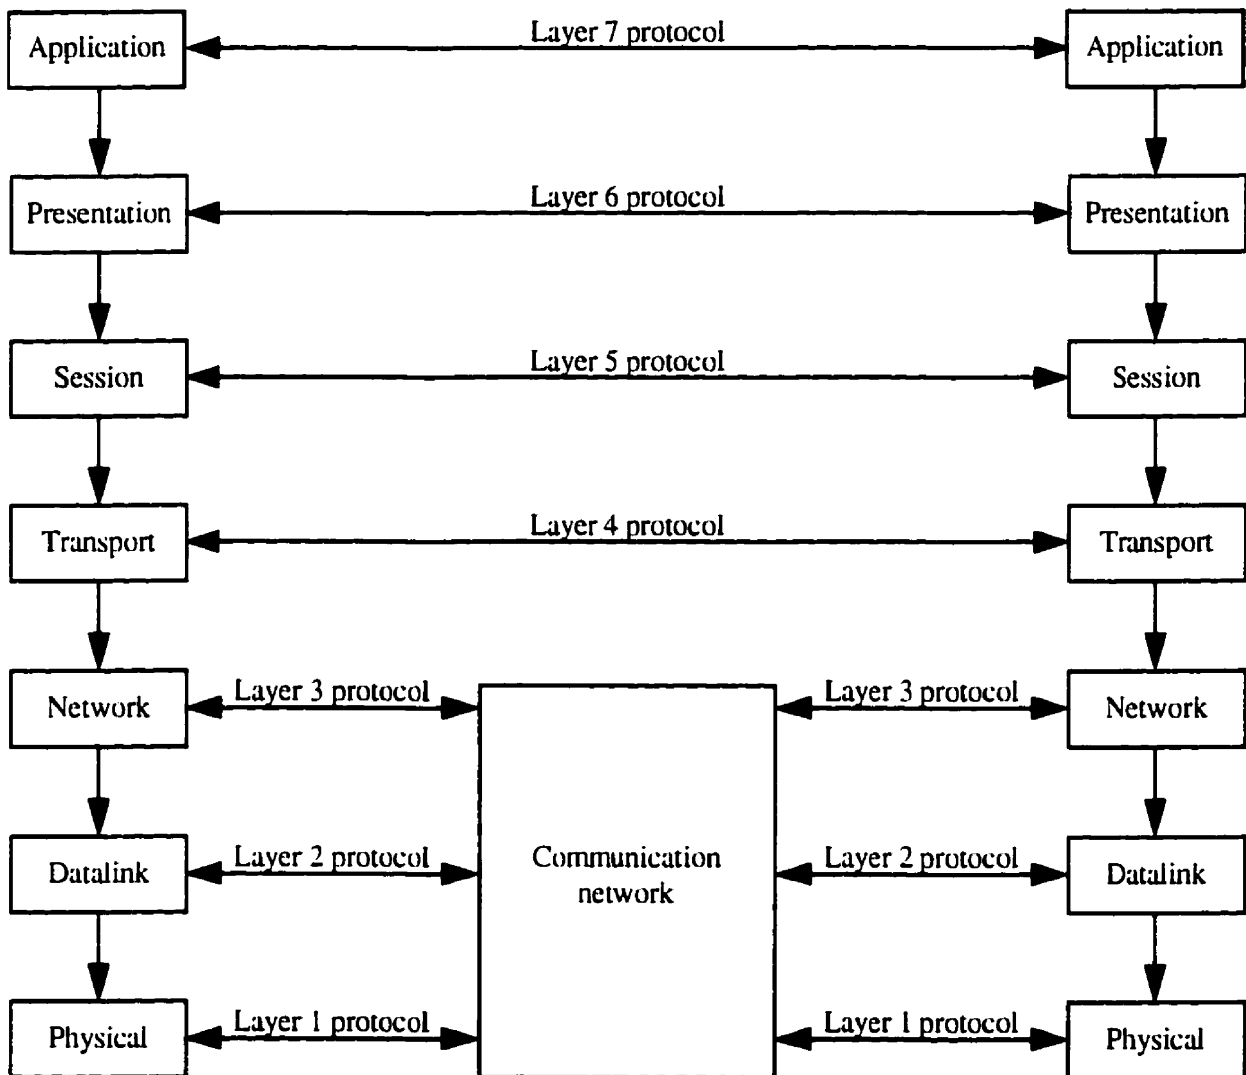 Application
Layer 7 protocol
Application
Presentation
Layer 6 protocol
Presentation
Session
Layer 5 protocol
Session
Transport
Layer 4 protocol
Transport
Network
Layer 3 protocol
Layer 3 protocol
Network
Datalink
Layer 2 protocol
Communication
network
Layer 2 protocol
Datalink
Physical
Layer 1 protocol
Layer 1 protocol
Physical